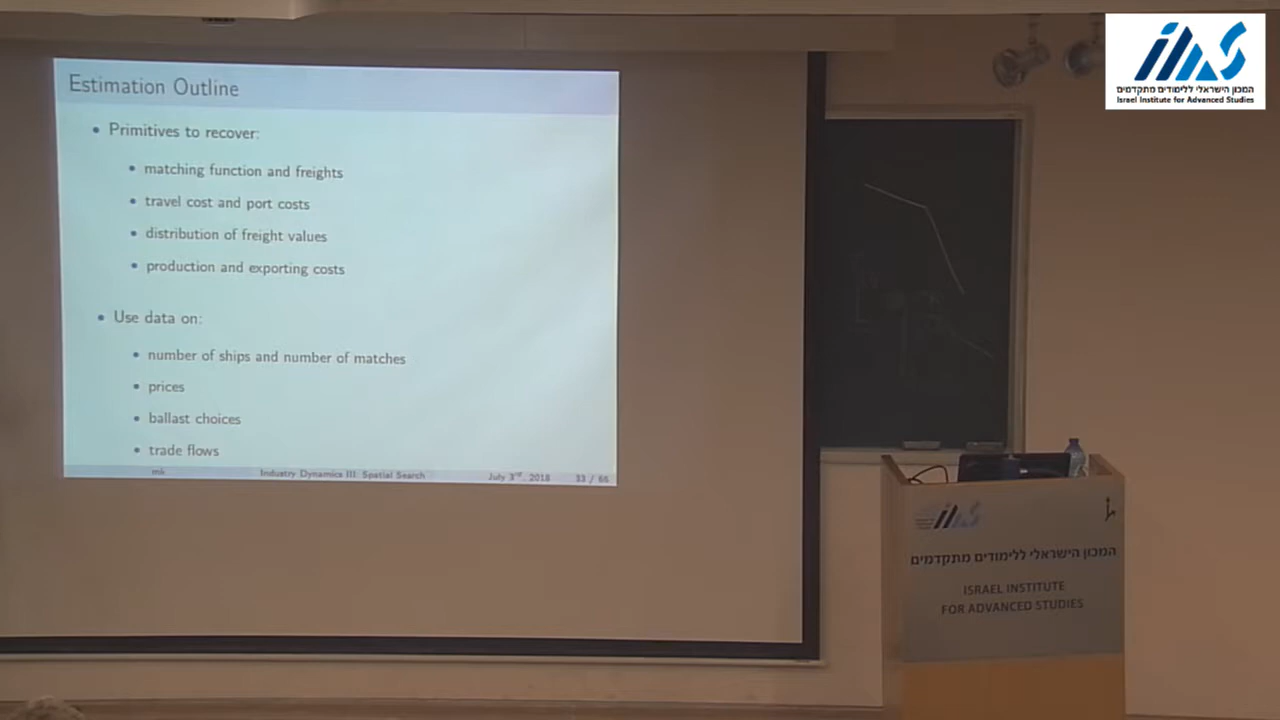 Estimation Outline
• Primitives to recover:
• matching function and freights
• travel cost and port costs
• distribution of freight values
• production and exporting costs
• Use data on:
• number of ships and number of matches
• prices
• ballast choices
• trade flows
mk Industry Dynamics III: Spatial Search July 3rd, 2018 33 / 66
המכון הישראלי ללימודים מתקדמים
Israel Institute for Advanced Studies
המכון הישראלי ללימודים מתקדמים
ISRAEL INSTITUTE
FOR ADVANCED STUDIES